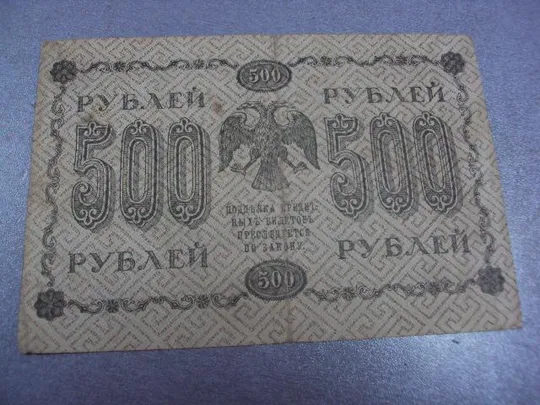 500
РУБЛЕЙ РУБЛЕЙ
500 500
ПОДДѢЛКА КРЕДИТ-
НЫХЪ БИЛЕТОВЪ
ПРЕСЛѢДУЕТСЯ
ПО ЗАКОНУ.
РУБЛЕЙ РУБЛЕЙ
500